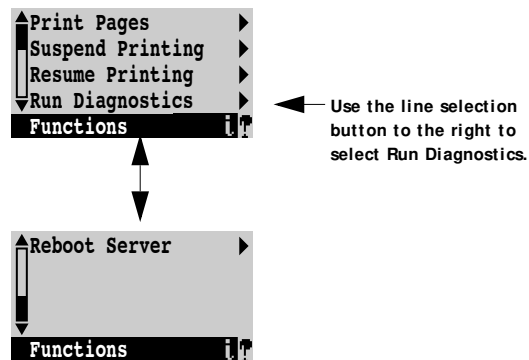 Print Pages
Suspend Printing
Resume Printing
Run Diagnostics
Functions i ?
Use the line selection
button to the right to
select Run Diagnostics.
Reboot Server
Functions i ?